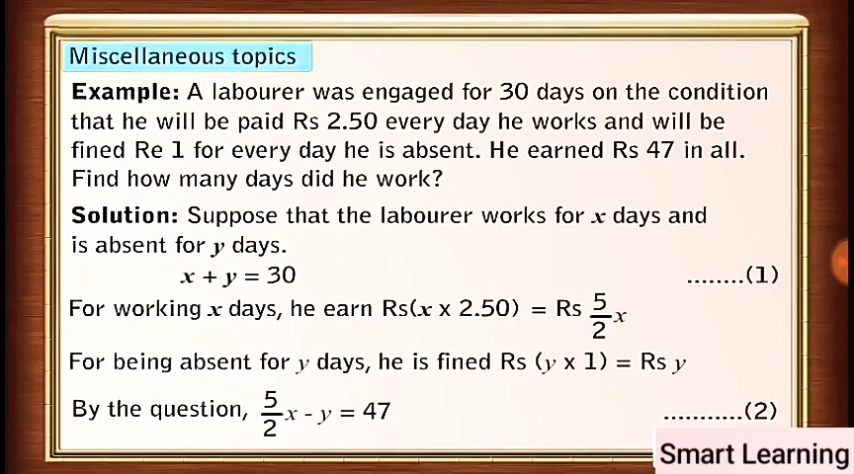 Miscellaneous topics
Example: A labourer was engaged for 30 days on the condition
that he will be paid Rs 2.50 every day he works and will be
fined Re 1 for every day he is absent. He earned Rs 47 in all.
Find how many days did he work?
Solution: Suppose that the labourer works for x days and
is absent for y days.
x + y = 30 ........(1)
For working x days, he earn Rs(x x 2.50) = Rs 5/2 x
For being absent for y days, he is fined Rs (y x 1) = Rs y
By the question, 5/2 x - y = 47 ...........(2)
Smart Learning